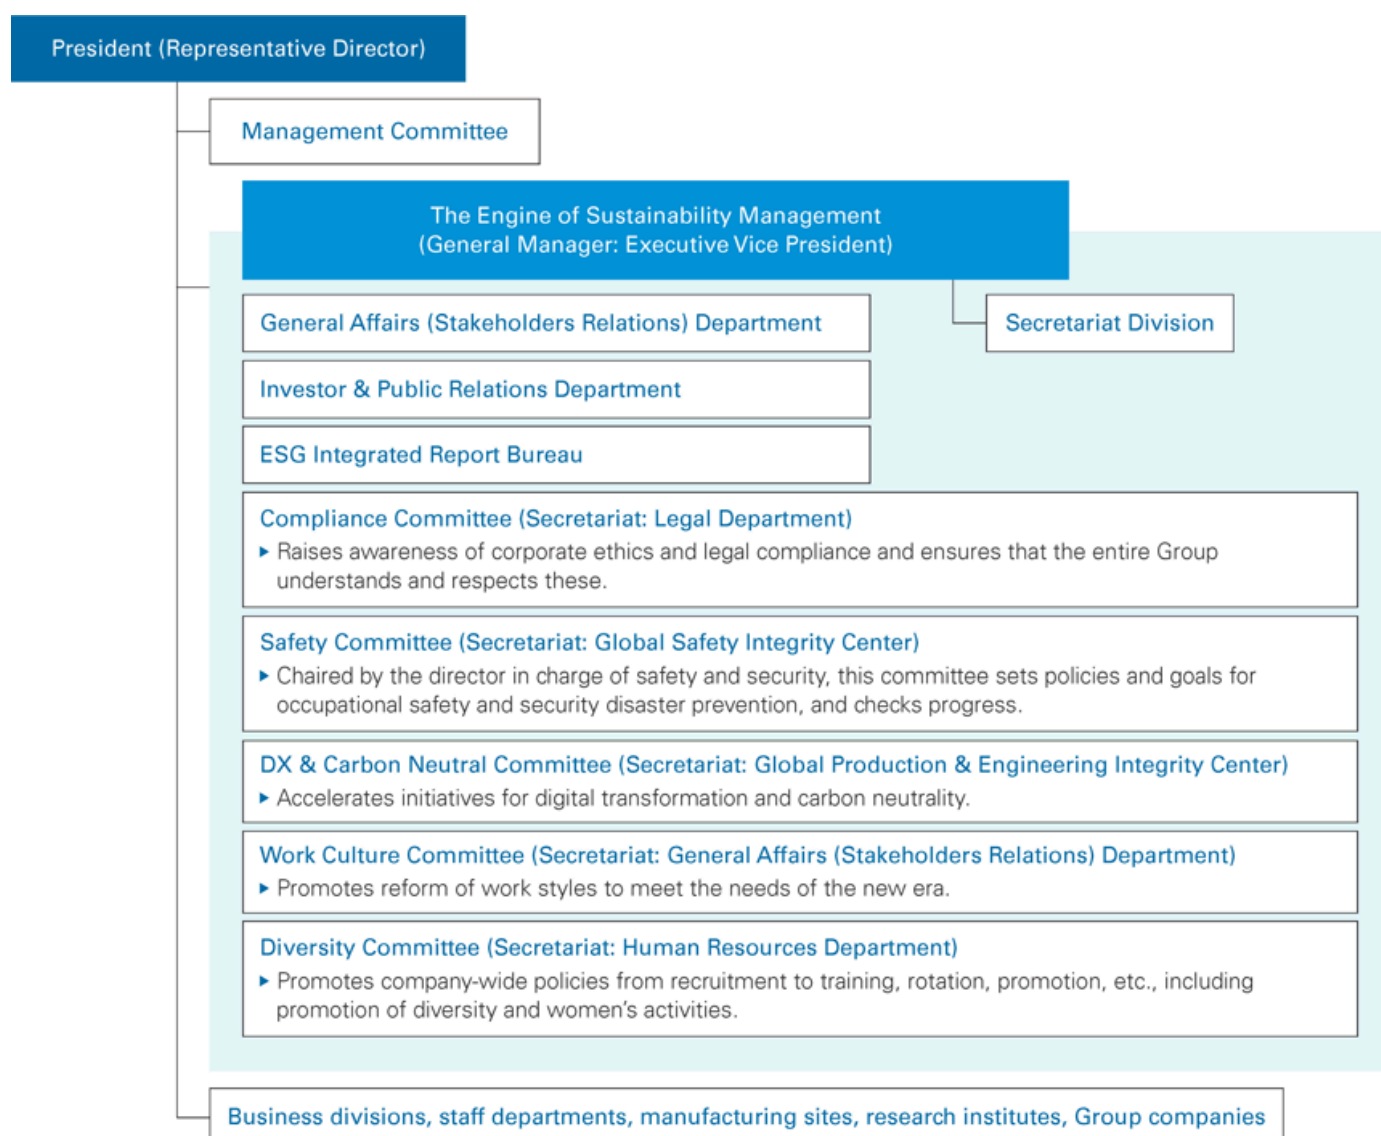 President (Representative Director)
Management Committee
The Engine of Sustainability Management
(General Manager: Executive Vice President)
General Affairs (Stakeholders Relations) Department
Secretariat Division
Investor & Public Relations Department
ESG Integrated Report Bureau
Compliance Committee (Secretariat: Legal Department)
▸ Raises awareness of corporate ethics and legal compliance and ensures that the entire Group
understands and respects these.
Safety Committee (Secretariat: Global Safety Integrity Center)
▸ Chaired by the director in charge of safety and security, this committee sets policies and goals for
occupational safety and security disaster prevention, and checks progress.
DX & Carbon Neutral Committee (Secretariat: Global Production & Engineering Integrity Center)
▸ Accelerates initiatives for digital transformation and carbon neutrality.
Work Culture Committee (Secretariat: General Affairs (Stakeholders Relations) Department)
▸ Promotes reform of work styles to meet the needs of the new era.
Diversity Committee (Secretariat: Human Resources Department)
▸ Promotes company-wide policies from recruitment to training, rotation, promotion, etc., including
promotion of diversity and women’s activities.
Business divisions, staff departments, manufacturing sites, research institutes, Group companies